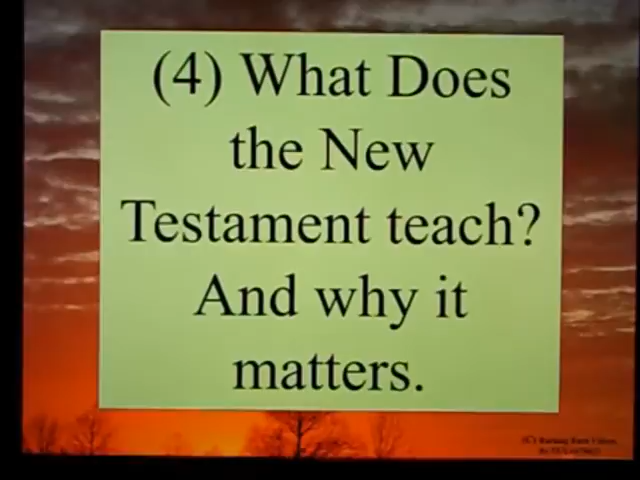 (4) What Does
the New
Testament teach?
And why it
matters.
(C)